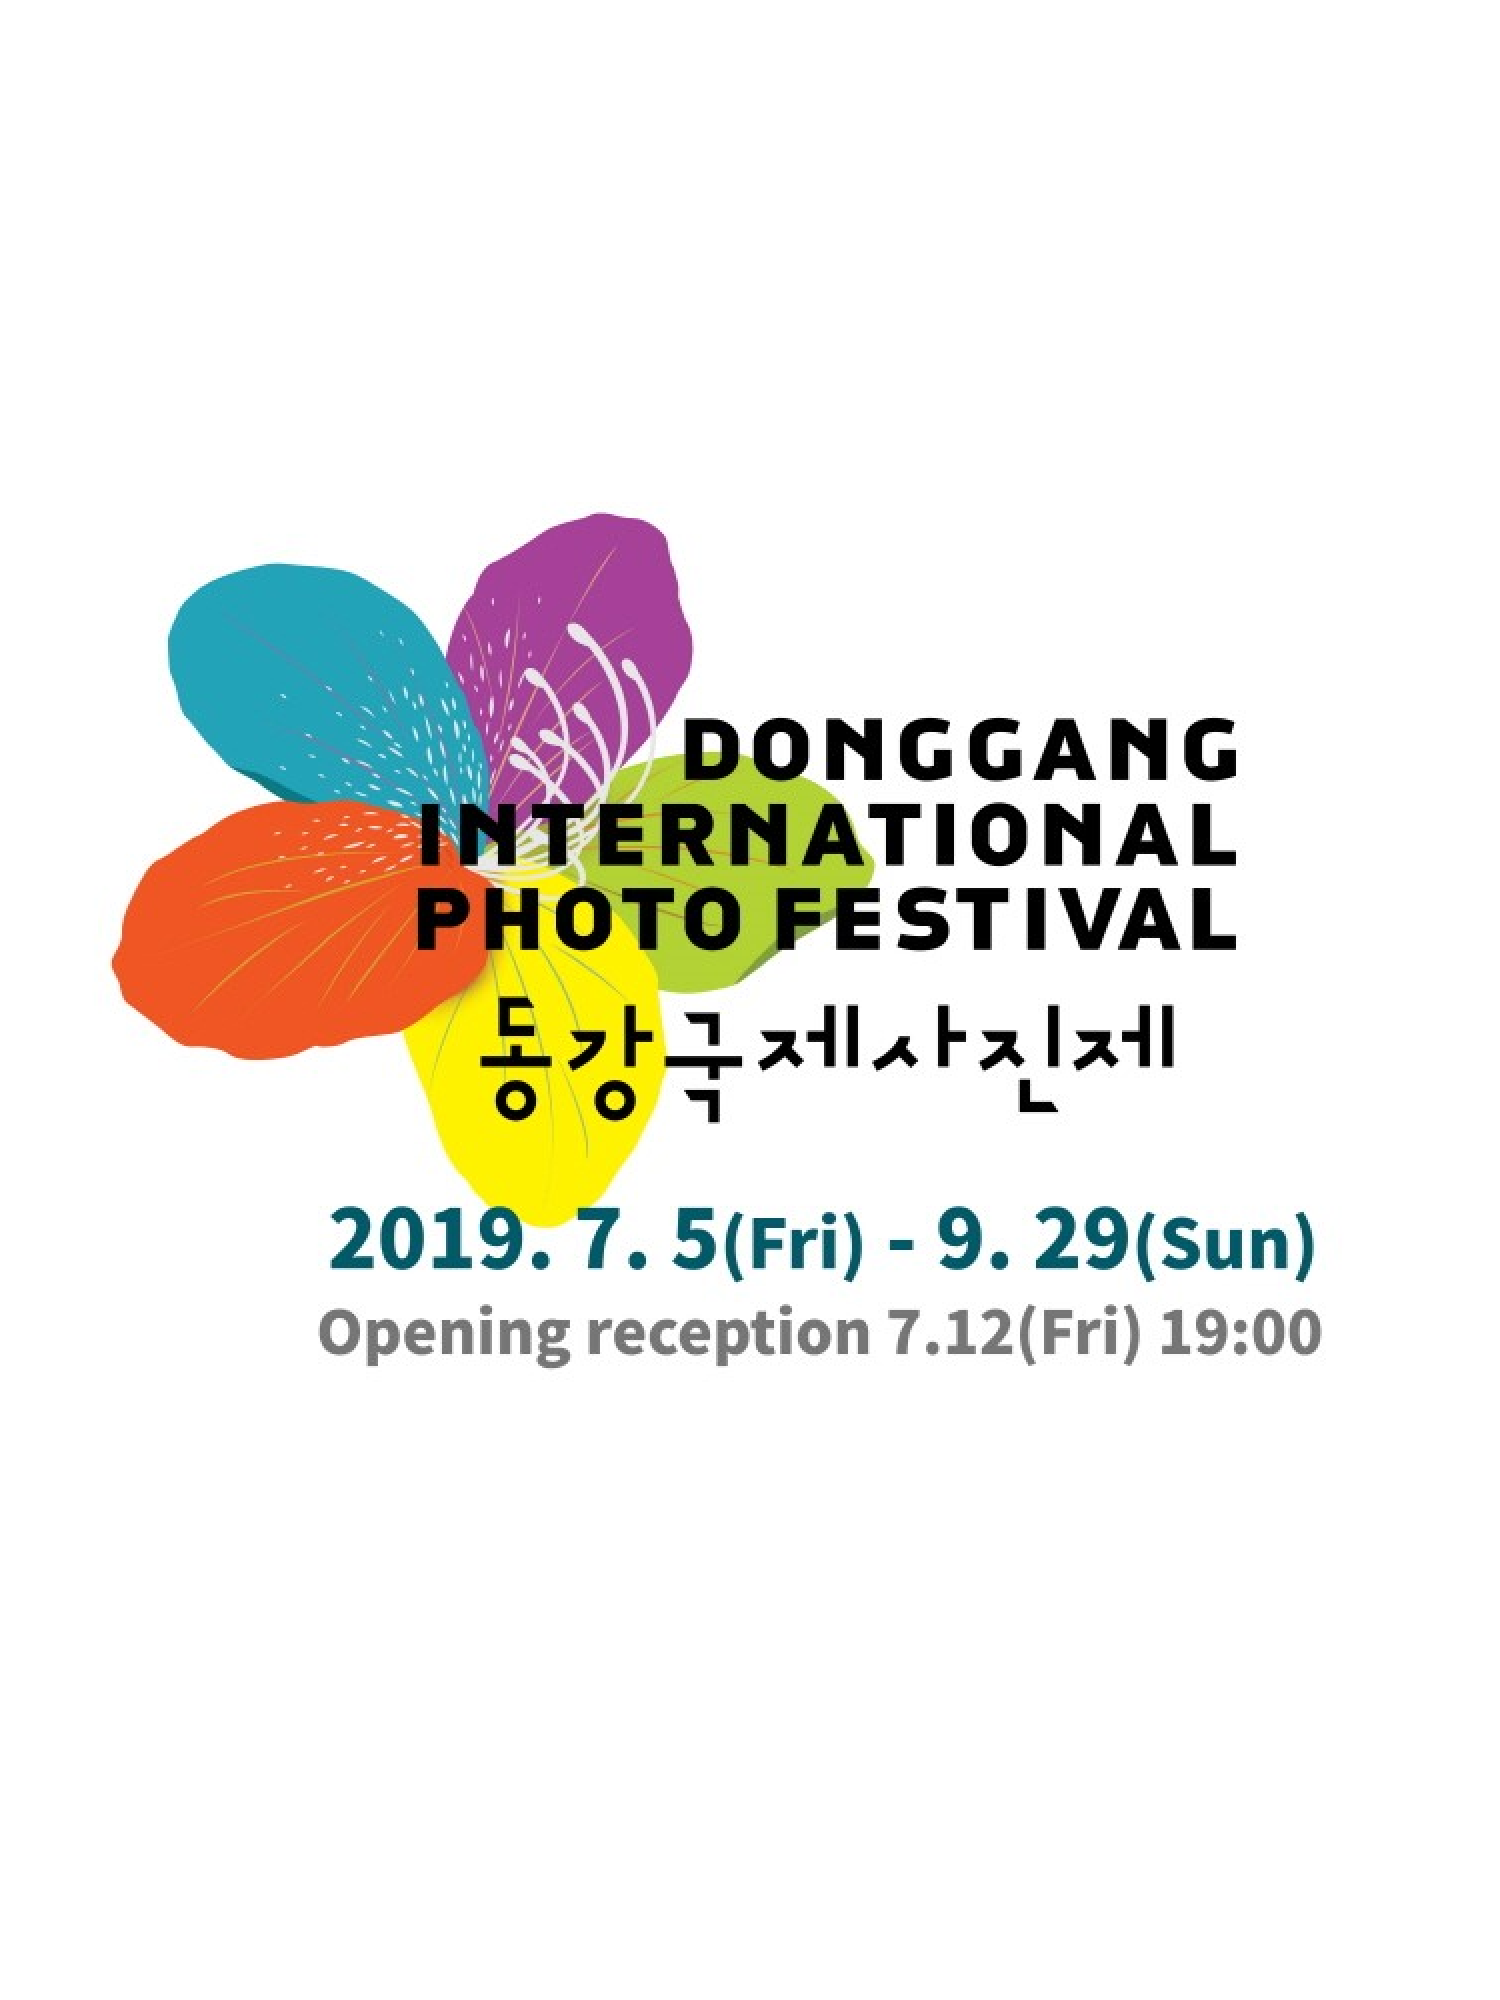 DONGGANG
INTERNATIONAL
PHOTO FESTIVAL
동강국제사진제
2019. 7. 5(Fri) - 9. 29(Sun)
Opening reception 7.12(Fri) 19:00